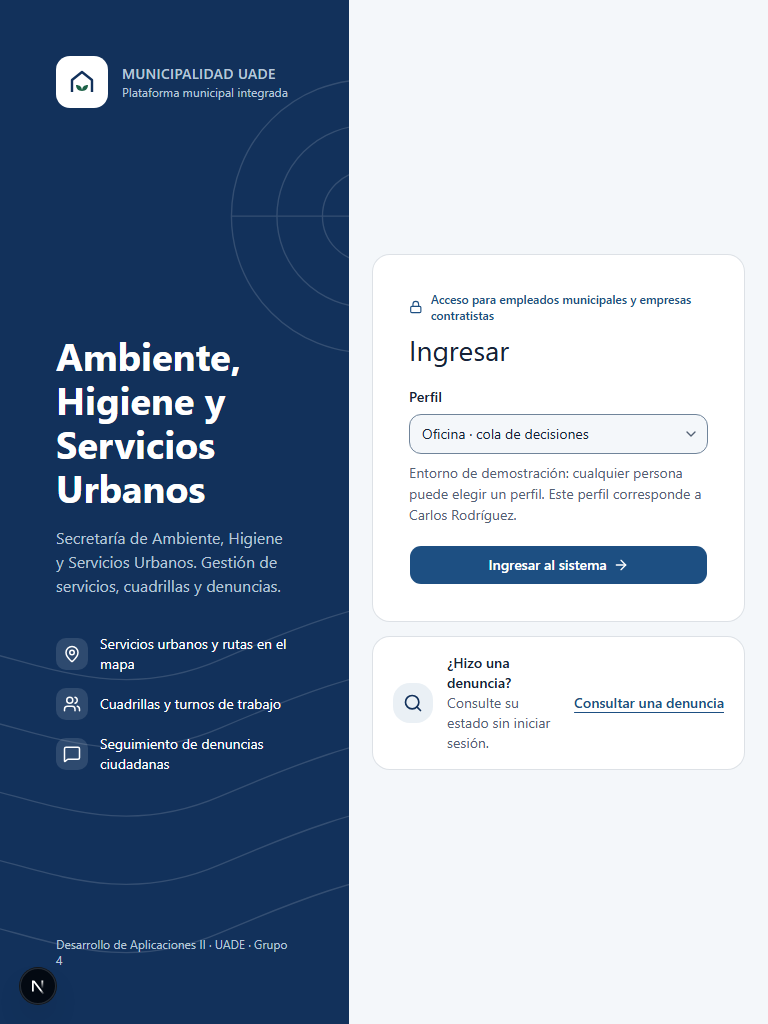 MUNICIPALIDAD UADE
Plataforma municipal integrada
Ambiente,
Higiene y
Servicios
Urbanos
Secretaría de Ambiente, Higiene
y Servicios Urbanos. Gestión de
servicios, cuadrillas y denuncias.
Servicios urbanos y rutas en el
mapa
Cuadrillas y turnos de trabajo
Seguimiento de denuncias
ciudadanas
Desarrollo de Aplicaciones II · UADE · Grupo
4
N
Acceso para empleados municipales y empresas
contratistas
Ingresar
Perfil
Oficina · cola de decisiones
Entorno de demostración: cualquier persona
puede elegir un perfil. Este perfil corresponde a
Carlos Rodríguez.
Ingresar al sistema →
¿Hizo una
denuncia?
Consulte su
estado sin iniciar
sesión.
Consultar una denuncia